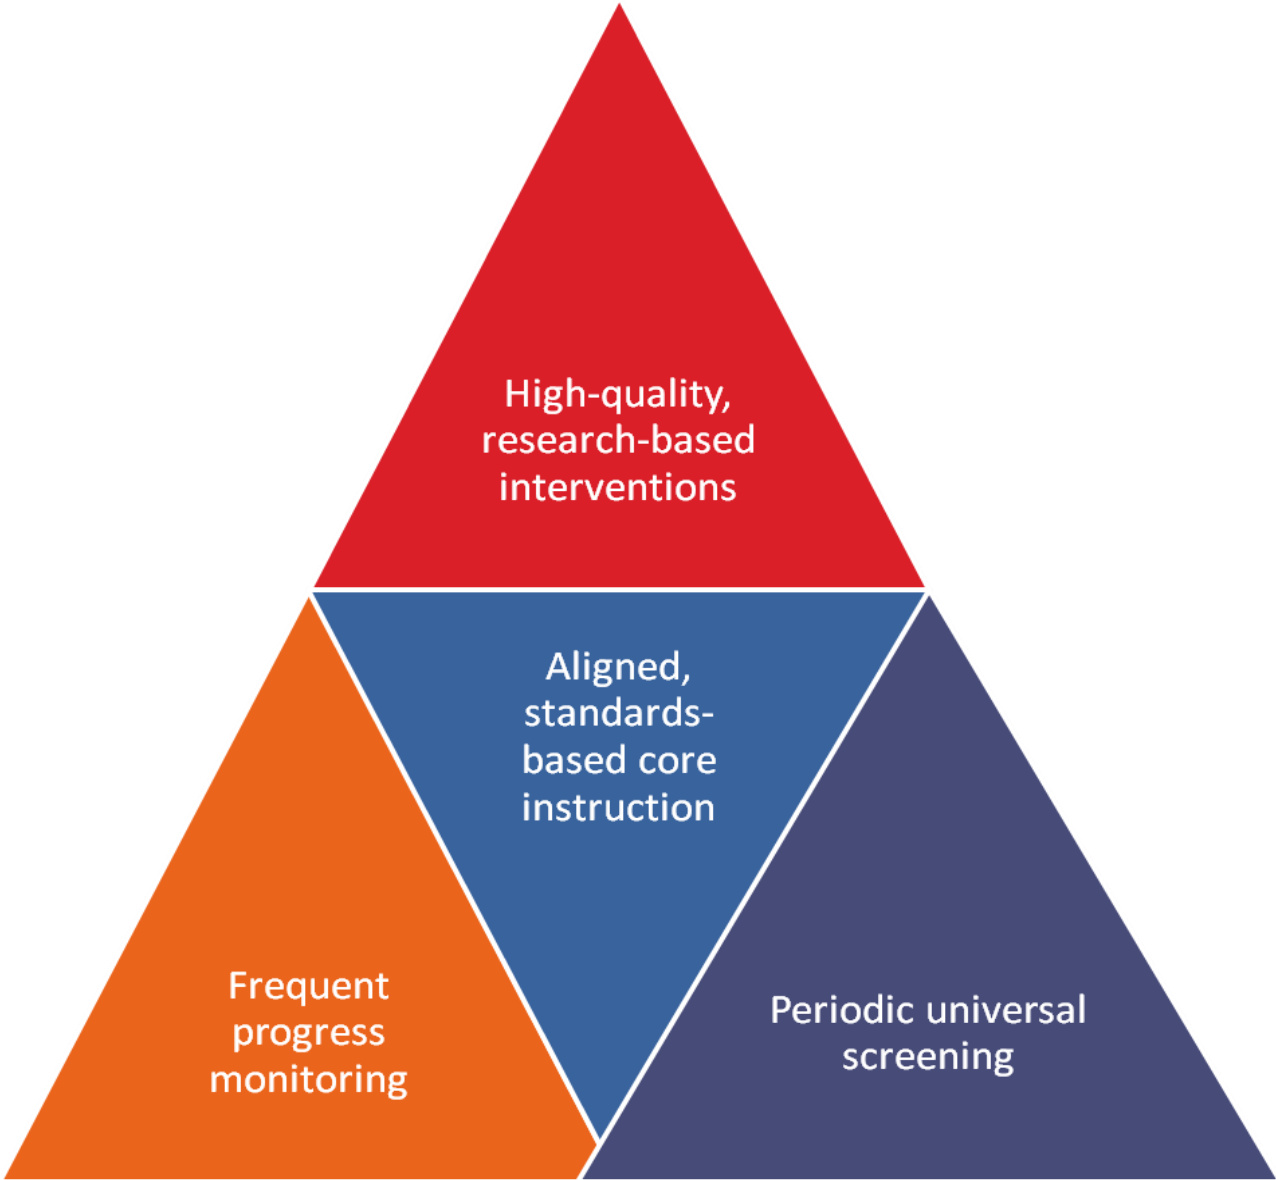 High-quality,
research-based
interventions
Aligned,
standards-
based core
instruction
Frequent
progress
monitoring
Periodic universal
screening